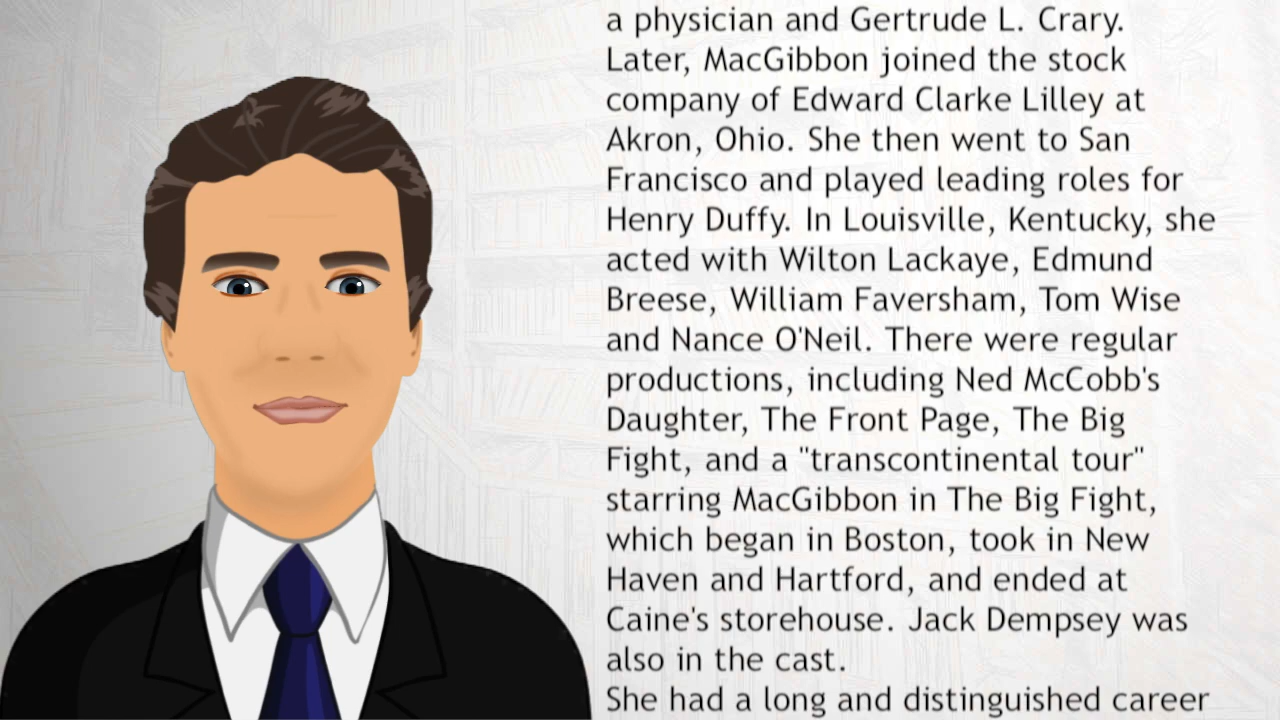 a physician and Gertrude L. Crary.
Later, MacGibbon joined the stock
company of Edward Clarke Lilley at
Akron, Ohio. She then went to San
Francisco and played leading roles for
Henry Duffy. In Louisville, Kentucky, she
acted with Wilton Lackaye, Edmund
Breese, William Faversham, Tom Wise
and Nance O'Neil. There were regular
productions, including Ned McCobb's
Daughter, The Front Page, The Big
Fight, and a "transcontinental tour"
starring MacGibbon in The Big Fight,
which began in Boston, took in New
Haven and Hartford, and ended at
Caine's storehouse. Jack Dempsey was
also in the cast.
She had a long and distinguished career